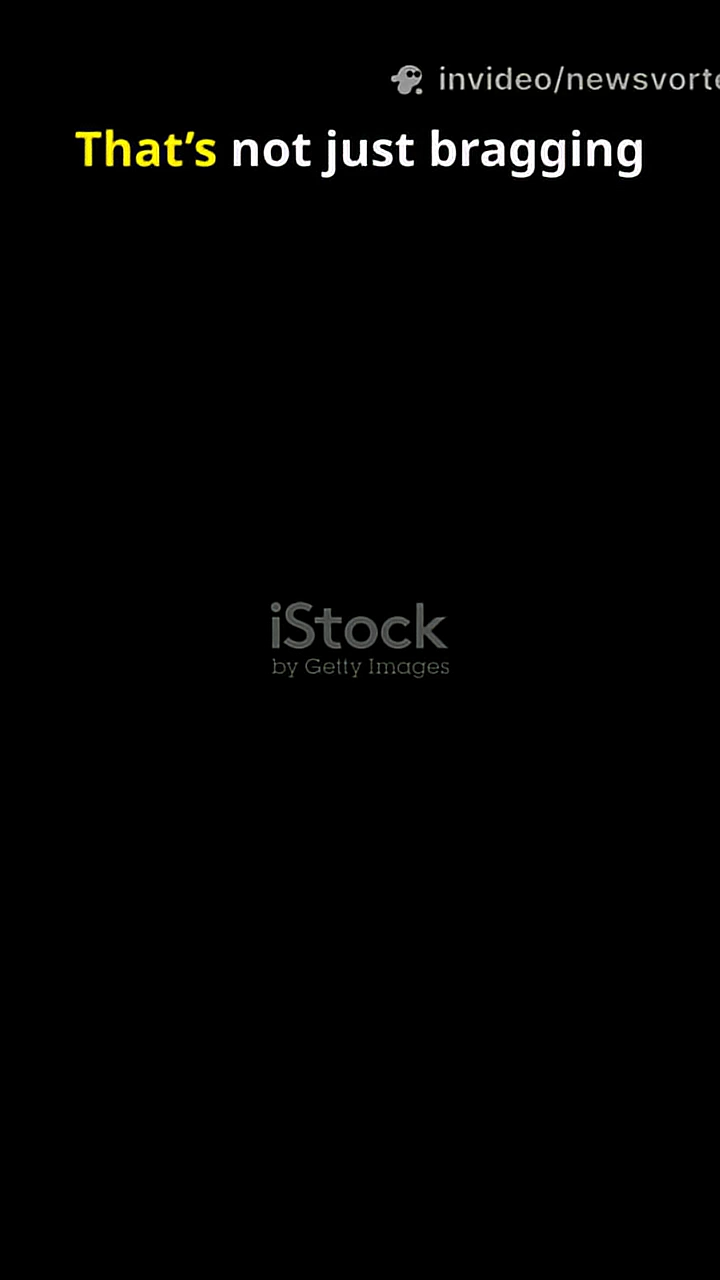 invideo/newsvorte
That’s not just bragging
iStock
by Getty Images